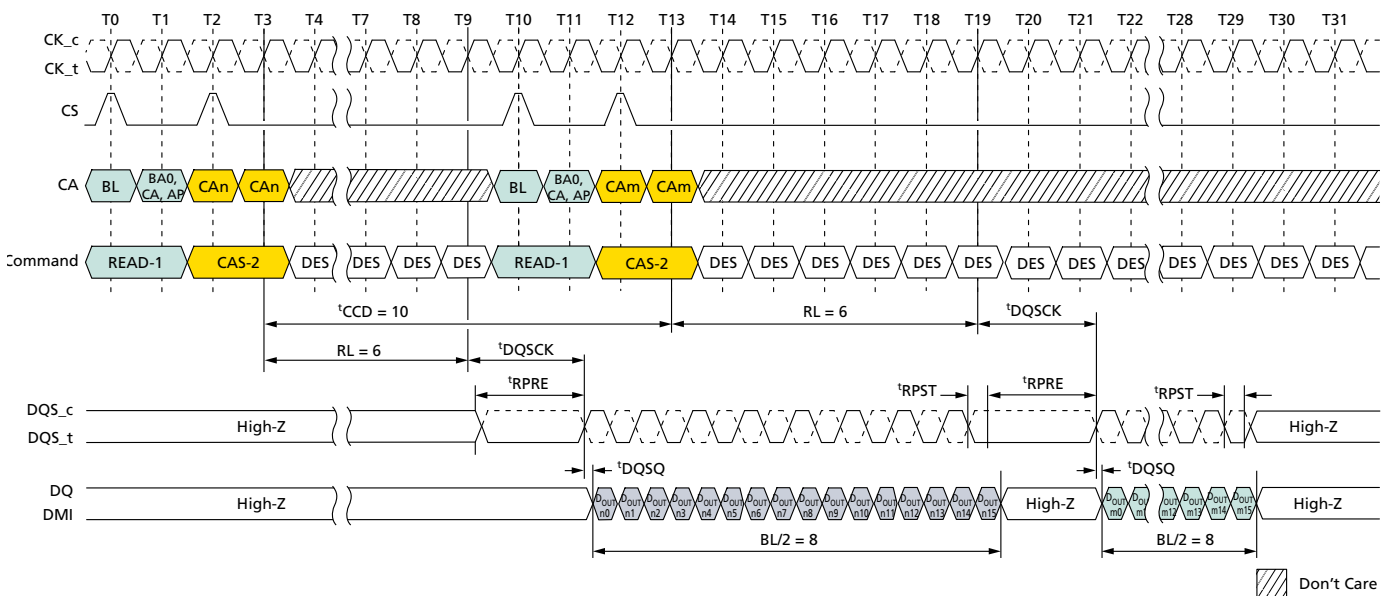 T0 T1 T2 T3 T4 T7 T8 T9 T10 T11 T12 T13 T14 T15 T16 T17 T18 T19 T20 T21 T22 T28 T29 T30 T31
CK_c
CK_t
CS
CA BL BA0, CA, AP CAn CAn BL BA0, CA, AP CAm CAm
Command READ-1 CAS-2 DES DES DES DES READ-1 CAS-2 DES DES DES DES DES DES DES DES DES DES DES DES DES
tCCD = 10 RL = 6 tDQSCK
RL = 6 tDQSCK
tRPRE tRPST tRPRE tRPST
DQS_c
DQS_t High-Z High-Z
tDQSQ tDQSQ
DQ
DMI High-Z DOUT n0 DOUT n1 DOUT n2 DOUT n3 DOUT n4 DOUT n5 DOUT n6 DOUT n7 DOUT n8 DOUT n9 DOUT n10 DOUT n11 DOUT n12 DOUT n13 DOUT n14 DOUT n15 High-Z DOUT m0 DOUT m12 DOUT m13 DOUT m14 DOUT m15 High-Z
BL/2 = 8 BL/2 = 8
Don't Care